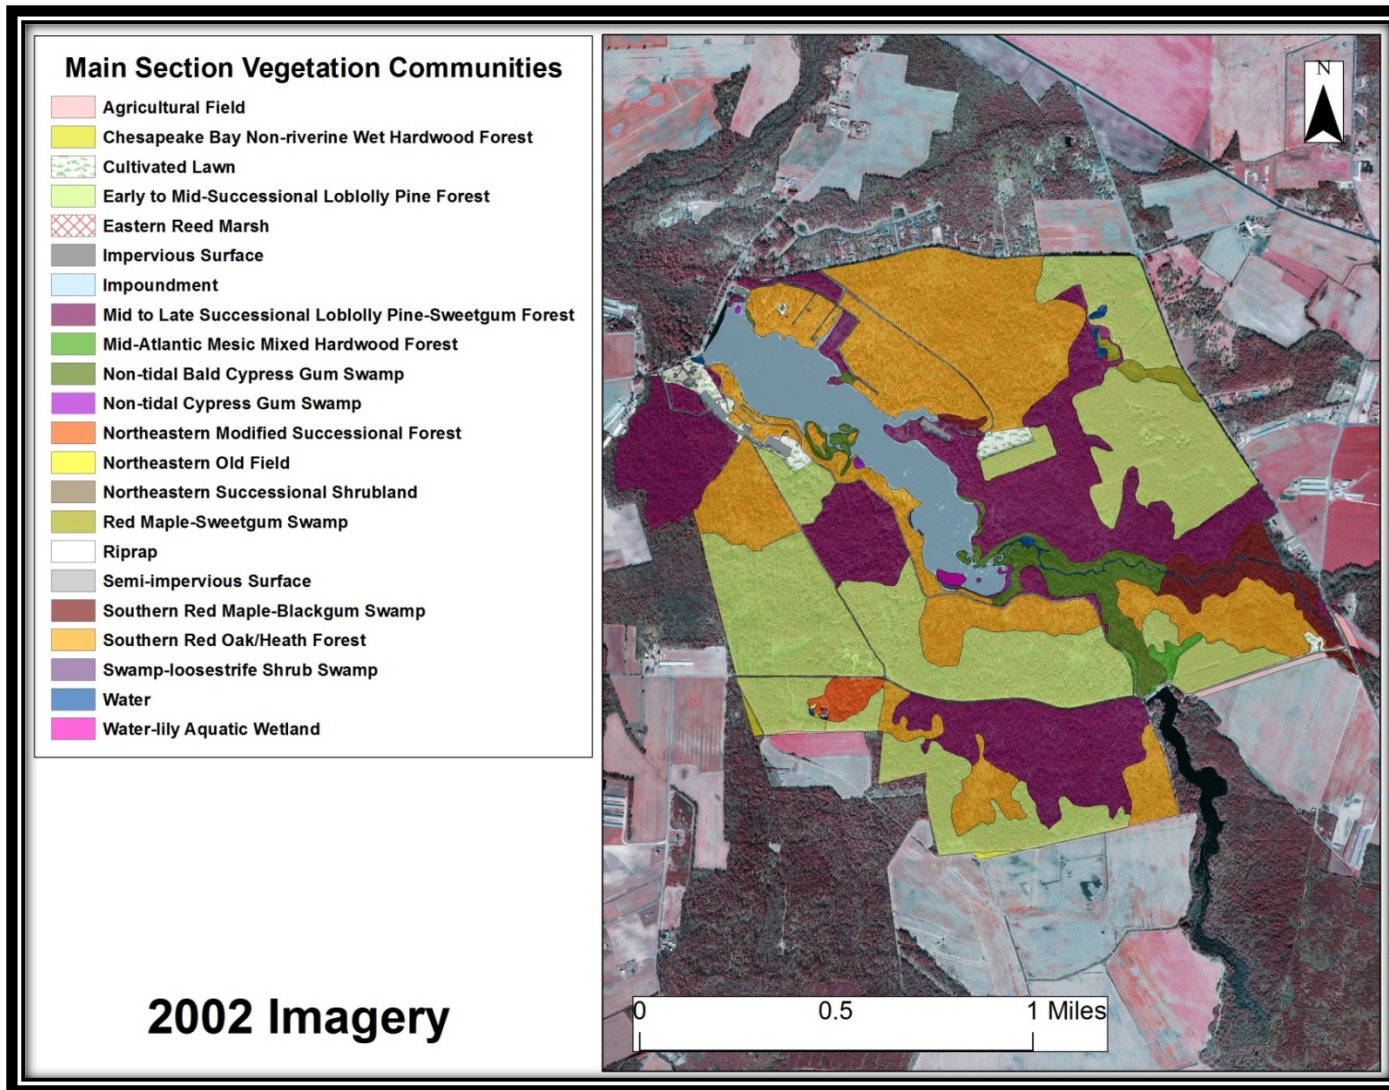 Main Section Vegetation Communities
Agricultural Field
Chesapeake Bay Non-riverine Wet Hardwood Forest
Cultivated Lawn
Early to Mid-Successional Loblolly Pine Forest
Eastern Reed Marsh
Impervious Surface
Impoundment
Mid to Late Successional Loblolly Pine-Sweetgum Forest
Mid-Atlantic Mesic Mixed Hardwood Forest
Non-tidal Bald Cypress Gum Swamp
Non-tidal Cypress Gum Swamp
Northeastern Modified Successional Forest
Northeastern Old Field
Northeastern Successional Shrubland
Red Maple-Sweetgum Swamp
Riprap
Semi-impervious Surface
Southern Red Maple-Blackgum Swamp
Southern Red Oak/Heath Forest
Swamp-loosestrife Shrub Swamp
Water
Water-lily Aquatic Wetland
2002 Imagery
N
0 0.5 1 Miles